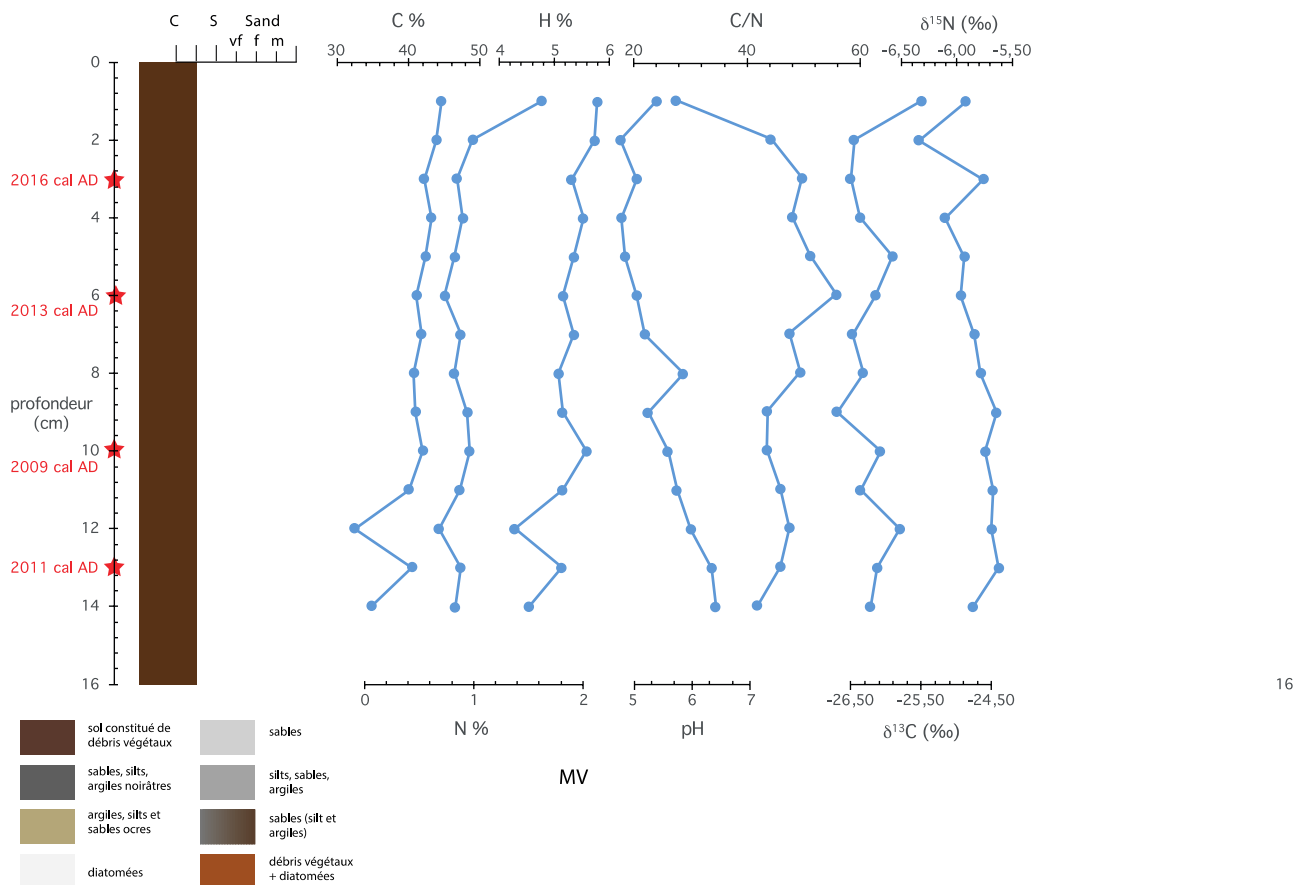 C S Sand
vf f m
C %
30 40 50
H %
4 5 6
C/N
20 40 60
δ¹⁵N (‰)
-6,50 -6,00 -5,50
0
2
2016 cal AD
4
6
2013 cal AD
8
profondeur
(cm)
10
2009 cal AD
12
2011 cal AD
14
16
16
0 1 2
N %
5 6 7
pH
-26,50 -25,50 -24,50
δ¹³C (‰)
MV
sol constitué de
débris végétaux
sables
sables, silts,
argiles noirâtres
silts, sables,
argiles
argiles, silts et
sables ocres
sables (silt et
argiles)
diatomées
débris végétaux
+ diatomées